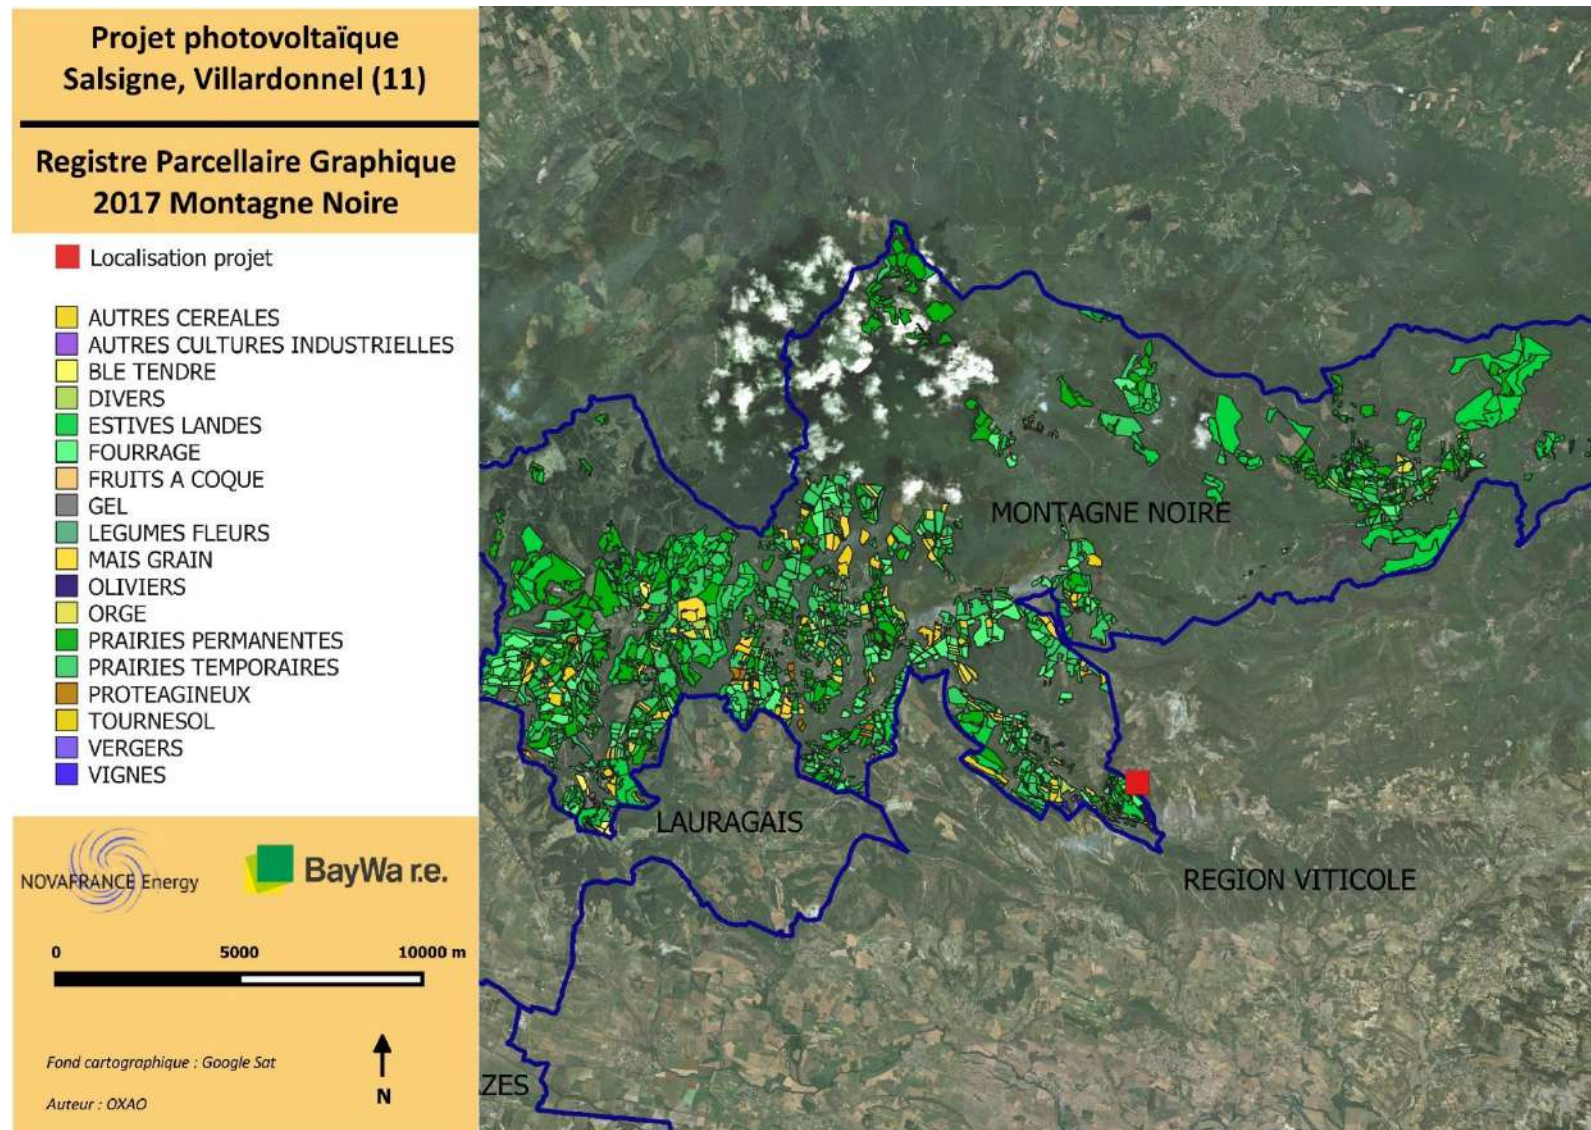 Projet photovoltaïque
Salsigne, Villardonnel (11)
Registre Parcellaire Graphique
2017 Montagne Noire
Localisation projet
AUTRES CEREALES
AUTRES CULTURES INDUSTRIELLES
BLE TENDRE
DIVERS
ESTIVES LANDES
FOURRAGE
FRUITS A COQUE
GEL
LEGUMES FLEURS
MAIS GRAIN
OLIVIERS
ORGE
PRAIRIES PERMANENTES
PRAIRIES TEMPORAIRES
PROTEAGINEUX
TOURNESOL
VERGERS
VIGNES
NOVAFRANCE Energy
BayWa r.e.
0 5000 10000 m
Fond cartographique : Google Sat
Auteur : OXAO
N
MONTAGNE NOIRE
LAURAGAIS
REGION VITICOLE
AZES